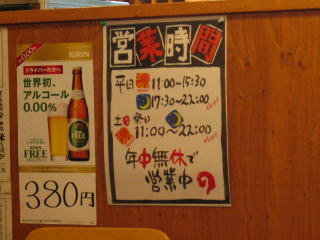 KIRIN
ドライバーの方へ
世界初、
アルコール
0.00%
KIRIN
FREE
380円
営業時間
平日 11:00〜15:30
17:30〜22:00
土日祭日
11:00〜22:00
年中無休で
営業中